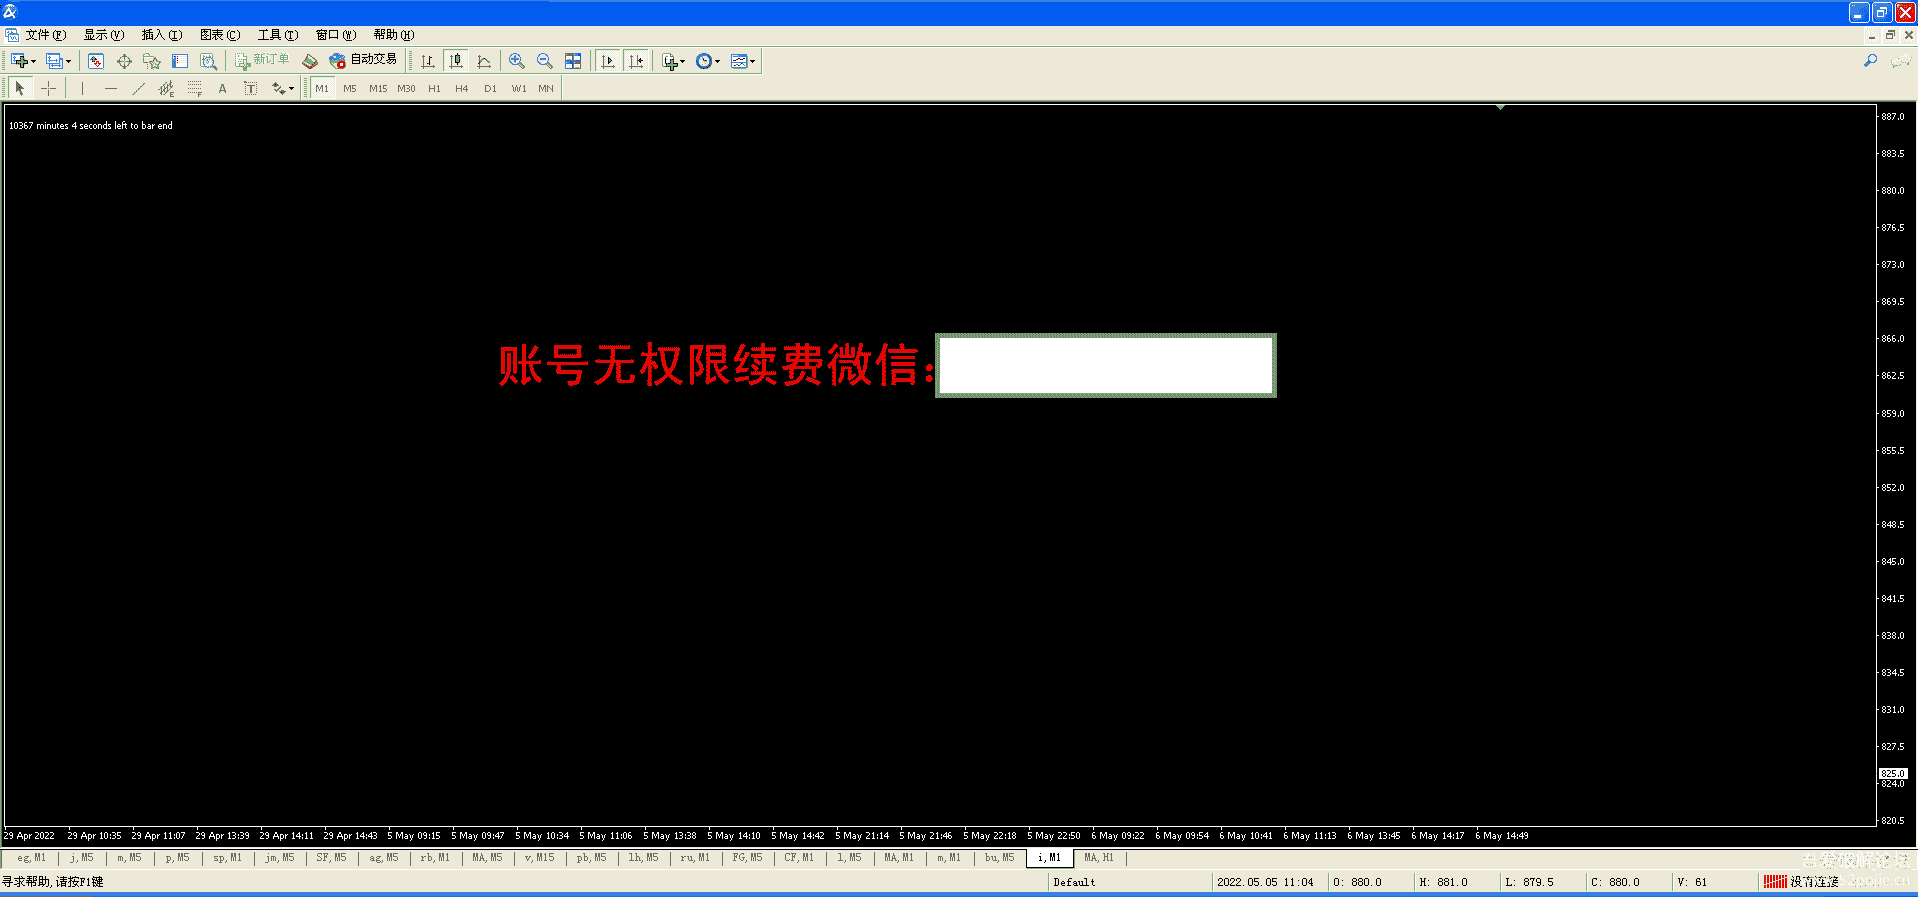 文件(F) 显示(V) 插入(I) 图表(C) 工具(T) 窗口(W) 帮助(H)
新订单 自动交易
A T M1 M5 M15 M30 H1 H4 D1 W1 MN
10367 minutes 4 seconds left to bar end
887.0
883.5
880.0
876.5
873.0
869.5
866.0
账号无权限续费微信:
862.5
859.0
855.5
852.0
848.5
845.0
841.5
838.0
834.5
831.0
827.5
825.0
824.0
820.5
29 Apr 2022 29 Apr 10:35 29 Apr 11:07 29 Apr 13:39 29 Apr 14:11 29 Apr 14:43 5 May 09:15 5 May 09:47 5 May 10:34 5 May 11:06 5 May 13:38 5 May 14:10 5 May 14:42 5 May 21:14 5 May 21:46 5 May 22:18 5 May 22:50 6 May 09:22 6 May 09:54 6 May 10:41 6 May 11:13 6 May 13:45 6 May 14:17 6 May 14:49
eg,M1 j,M5 m,M5 p,M5 sp,M1 jm,M5 SF,M5 ag,M5 rb,M1 MA,M5 v,M15 pb,M5 lh,M5 ru,M1 FG,M5 CF,M1 l,M5 MA,M1 m,M1 bu,M5 i,M1 MA,H1
寻求帮助,请按F1键 Default 2022.05.05 11:04 O: 880.0 H: 881.0 L: 879.5 C: 880.0 V: 61 没有连接